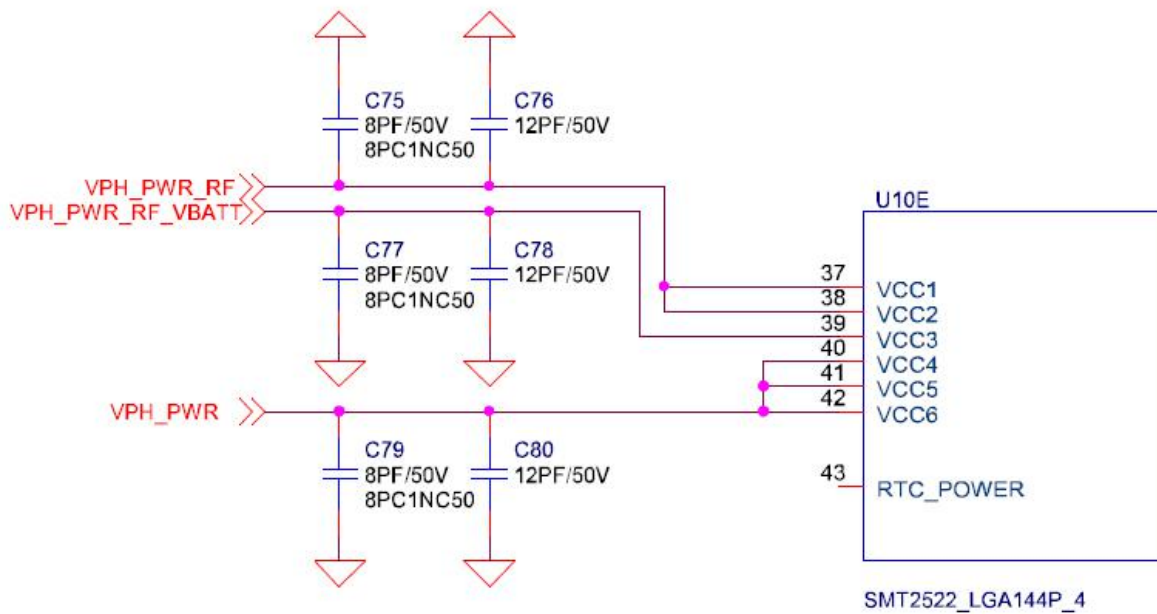 C75
8PF/50V
8PC1NC50
C76
12PF/50V
VPH_PWR_RF
VPH_PWR_RF_VBATT
C77
8PF/50V
8PC1NC50
C78
12PF/50V
VPH_PWR
C79
8PF/50V
8PC1NC50
C80
12PF/50V
U10E
37
VCC1
38
VCC2
39
VCC3
40
VCC4
41
VCC5
42
VCC6
43
RTC_POWER
SMT2522_LGA144P_4